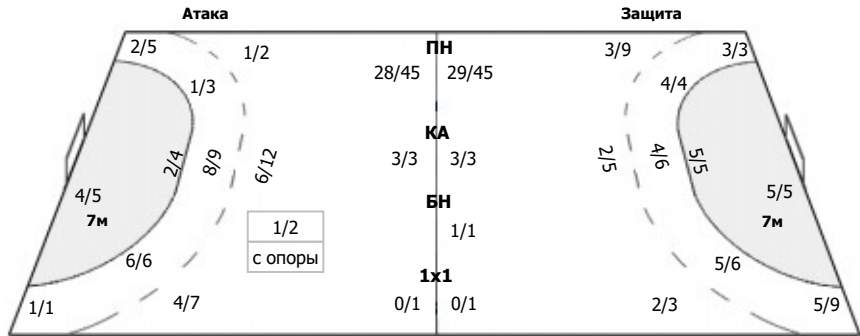 Атака Защита
2/5 1/2 ПН 3/9 3/3
1/3 28/45 29/45 4/4
КА
2/4 8/9 6/12 3/3 3/3 2/5 4/6 5/5
4/5 БН 5/5
7м 1/2 1/1 7м
6/6 с опоры 5/6
1х1
1/1 4/7 0/1 0/1 2/3 5/9